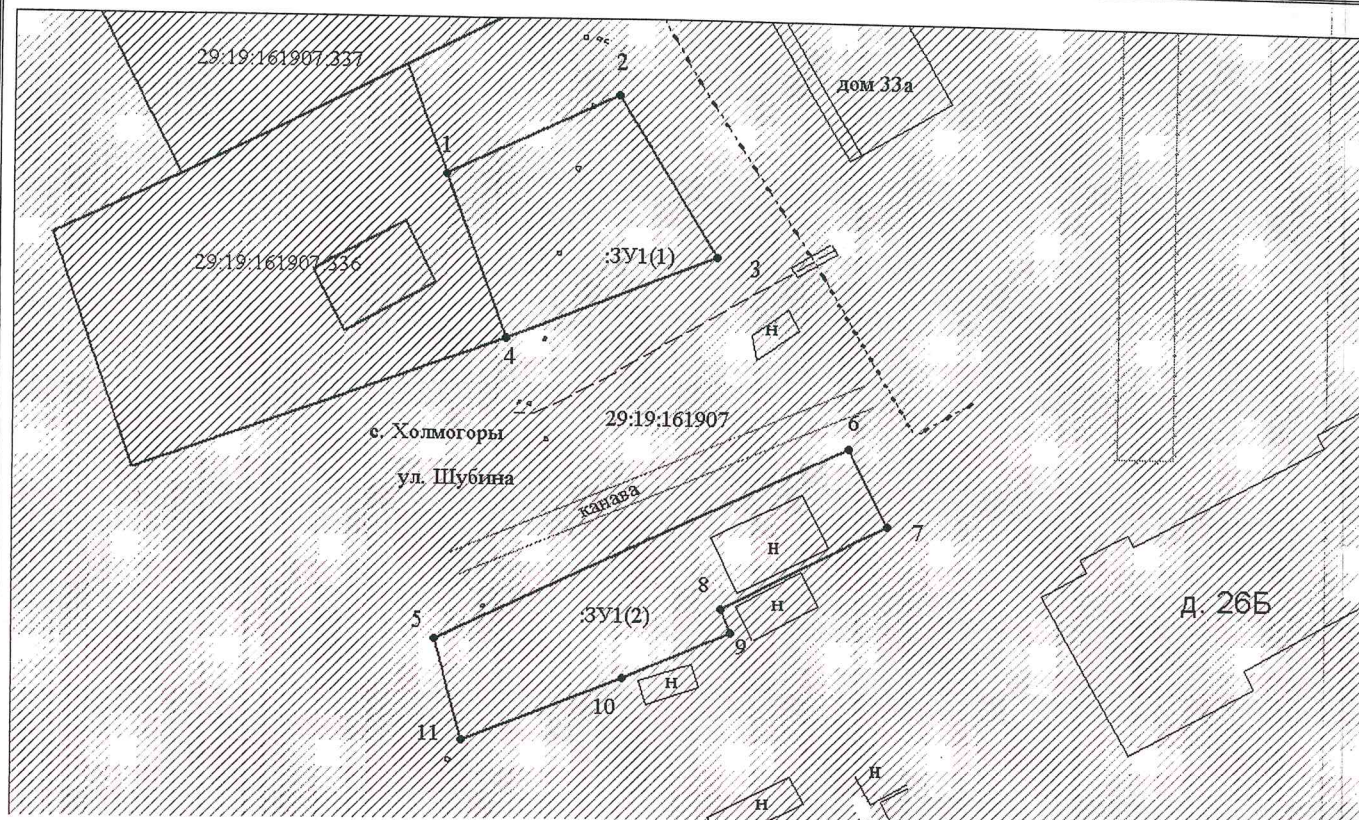 29:19:161907:337
2
дом 33а
1
29:19:161907:336
:ЗУ1(1)
3
н
4
29:19:161907
с. Холмогоры
6
ул. Шубина
канава
7
н
8
н
д. 26Б
5
:ЗУ1(2)
9
н
10
11
н
н